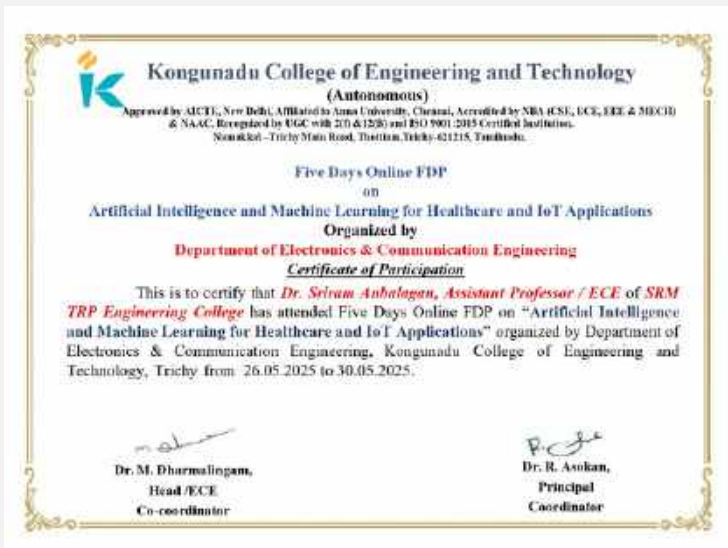 Kongunadu College of Engineering and Technology
(Autonomous)
Approved by AICTE, New Delhi, Affiliated to Anna University, Chennai, Accredited by NBA (CSE, ECE, EEE & MECH)
& NAAC, Recognized by UGC with 2(f) & 12(B) and ISO 9001:2015 Certified Institution.
Namakkal – Trichy Main Road, Thottiam, Trichy-621215, Tamilnadu.
Five Days Online FDP
on
Artificial Intelligence and Machine Learning for Healthcare and IoT Applications
Organized by
Department of Electronics & Communication Engineering
Certificate of Participation
This is to certify that Dr. Sriram Anbalagan, Assistant Professor / ECE of SRM
TRP Engineering College has attended Five Days Online FDP on “Artificial Intelligence
and Machine Learning for Healthcare and IoT Applications” organized by Department of
Electronics & Communication Engineering, Kongunadu College of Engineering and
Technology, Trichy from 26.05.2025 to 30.05.2025.
Dr. M. Dharmalingam,
Head /ECE
Co-coordinator
Dr. R. Asokan,
Principal
Coordinator